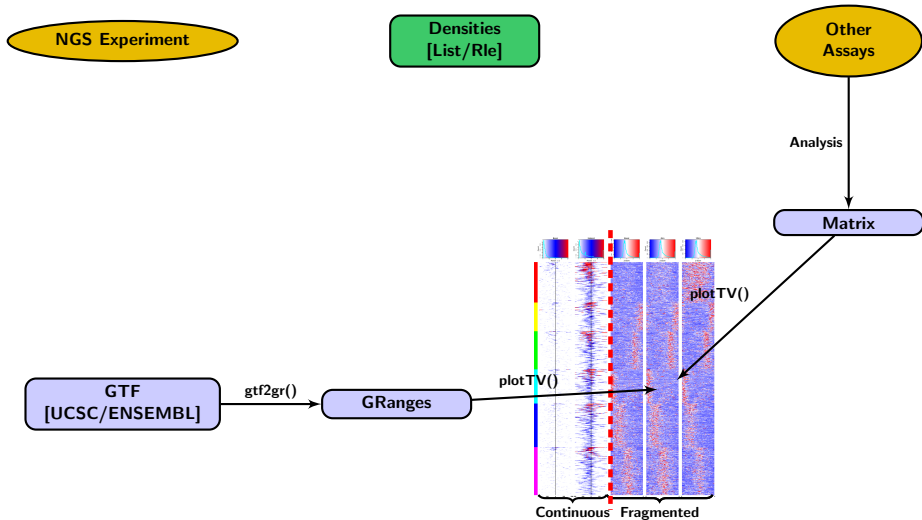 NGS Experiment
Densities
[List/Rle]
Other
Assays
Analysis
Matrix
plotTV()
GTF
[UCSC/ENSEMBL]
gtf2gr()
GRanges
plotTV()
Continuous
Fragmented